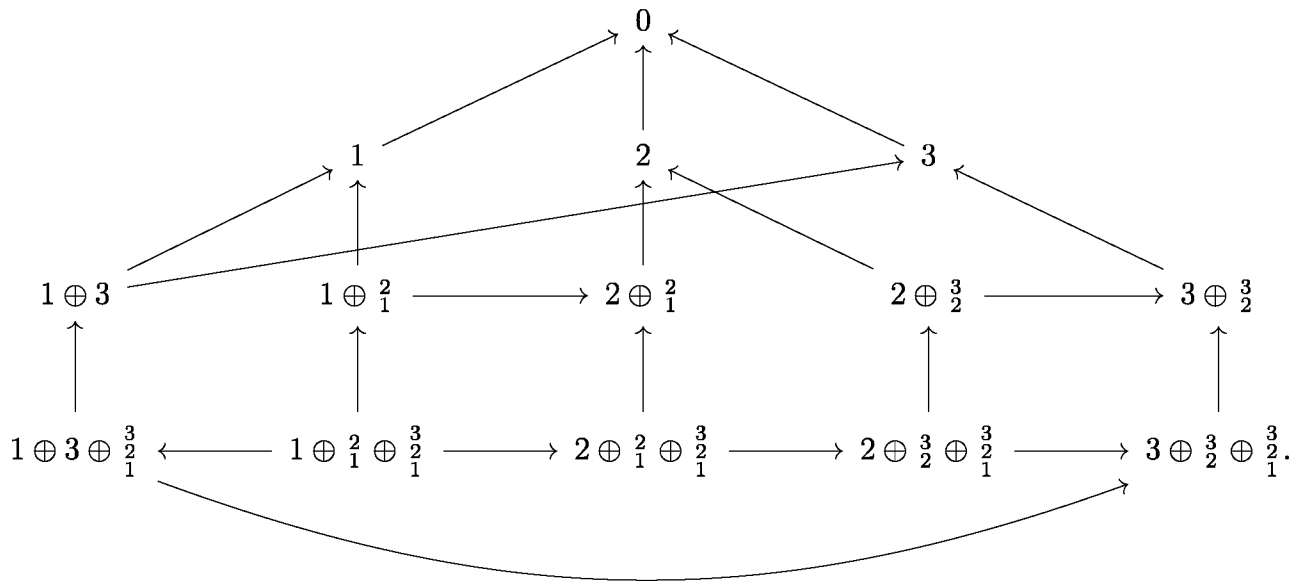 0
1 2 3
1 ⊕ 3 1 ⊕ ²₁ 2 ⊕ ²₁ 2 ⊕ ³₂ 3 ⊕ ³₂
1 ⊕ 3 ⊕ ³₂₁ 1 ⊕ ²₁ ⊕ ³₂₁ 2 ⊕ ²₁ ⊕ ³₂₁ 2 ⊕ ³₂ ⊕ ³₂₁ 3 ⊕ ³₂ ⊕ ³₂₁.